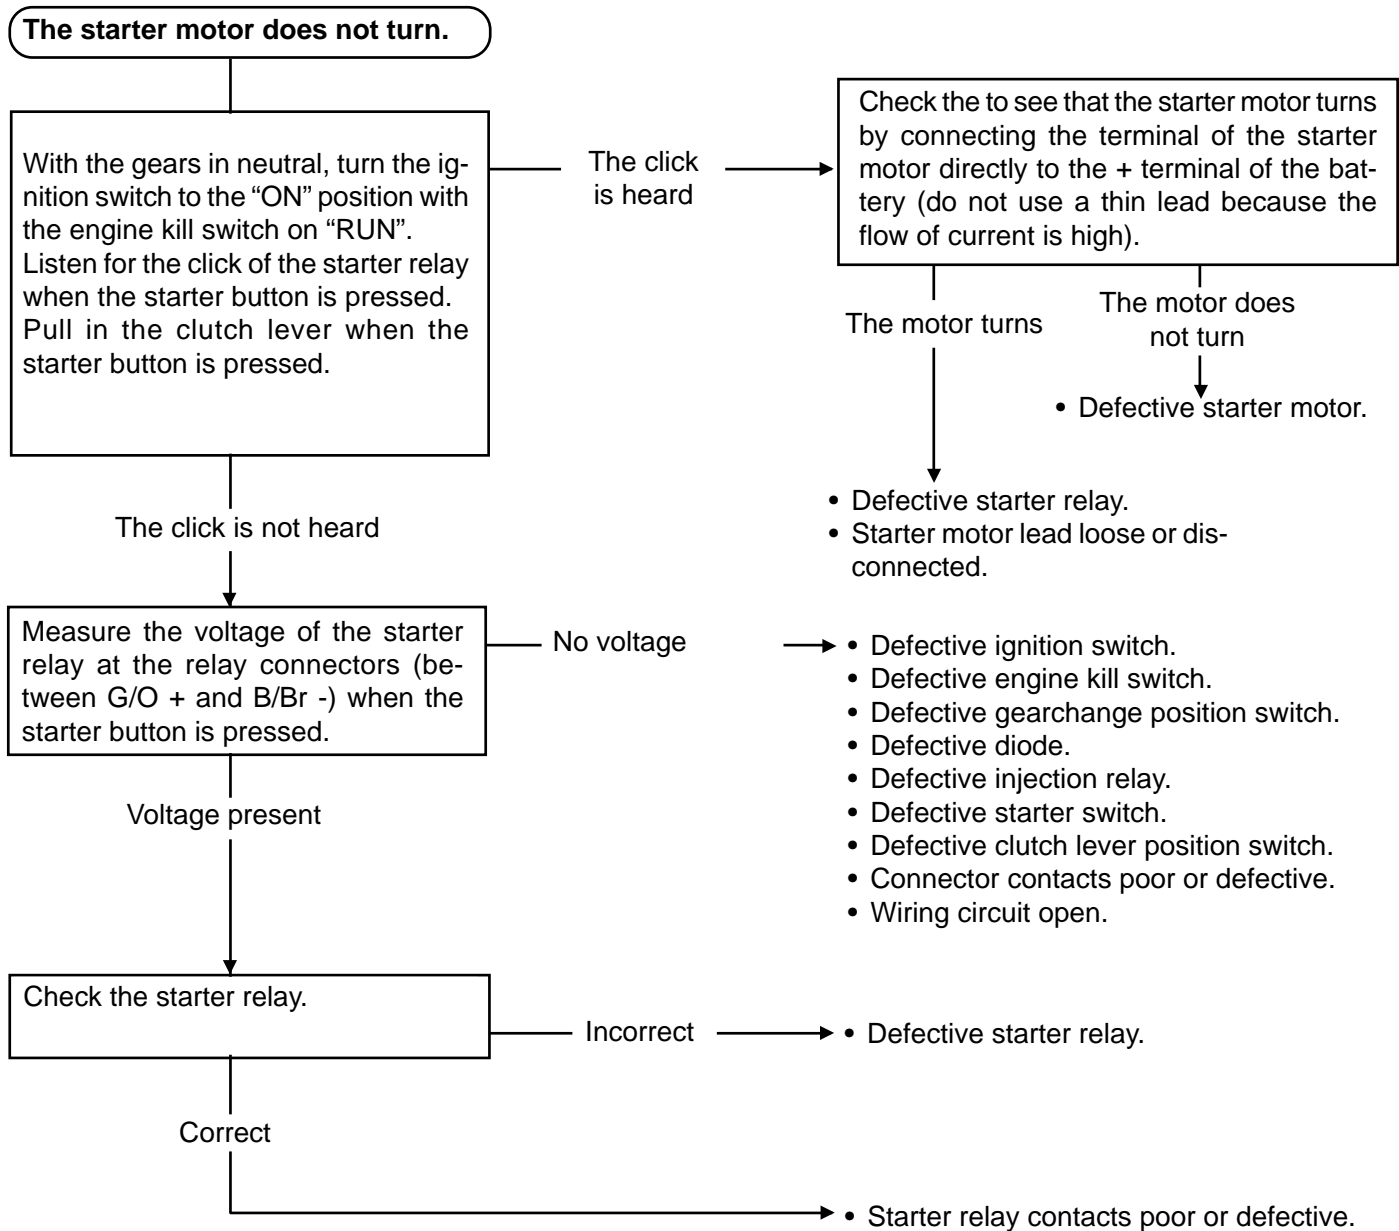 The starter motor does not turn.
With the gears in neutral, turn the ig-
nition switch to the “ON” position with
the engine kill switch on “RUN”.
Listen for the click of the starter relay
when the starter button is pressed.
Pull in the clutch lever when the
starter button is pressed.
The click
is heard
Check the to see that the starter motor turns
by connecting the terminal of the starter
motor directly to the + terminal of the bat-
tery (do not use a thin lead because the
flow of current is high).
The motor turns
The motor does
not turn
• Defective starter motor.
• Defective starter relay.
• Starter motor lead loose or dis-
connected.
The click is not heard
Measure the voltage of the starter
relay at the relay connectors (be-
tween G/O + and B/Br -) when the
starter button is pressed.
No voltage
• Defective ignition switch.
• Defective engine kill switch.
• Defective gearchange position switch.
• Defective diode.
• Defective injection relay.
• Defective starter switch.
• Defective clutch lever position switch.
• Connector contacts poor or defective.
• Wiring circuit open.
Voltage present
Check the starter relay.
Incorrect
• Defective starter relay.
Correct
• Starter relay contacts poor or defective.